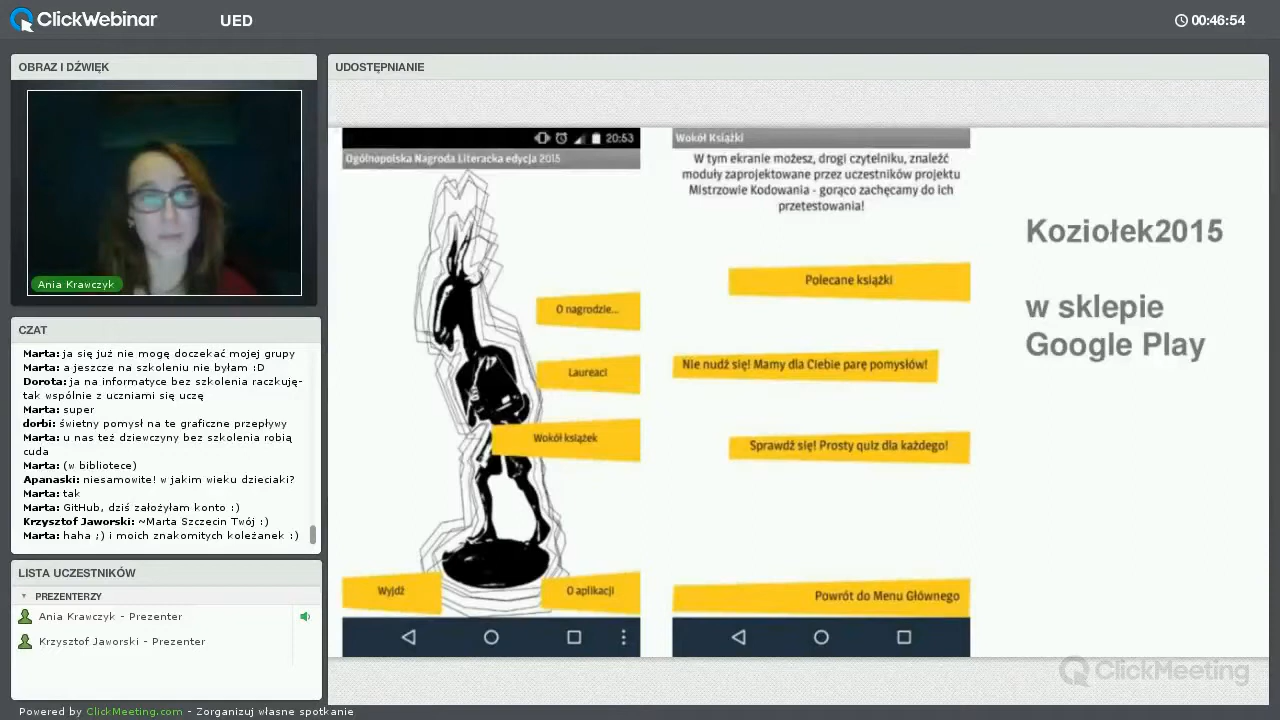 ClickWebinar
UED
00:46:54
OBRAZ I DŹWIĘK
Ania Krawczyk
CZAT
Marta: ja się już nie mogę doczekać mojej grupy
Marta: a jeszcze na szkoleniu nie byłam :D
Dorota: ja na informatyce bez szkolenia raczkuję-
tak wspólnie z uczniami się uczę
Marta: super
dorbi: świetny pomysł na te graficzne przepływy
Marta: u nas też dziewczyny bez szkolenia robią
cuda
Marta: (w bibliotece)
Apanaski: niesamowite! w jakim wieku dzieciaki?
Marta: tak
Marta: GitHub, dziś założyłam konto :)
Krzysztof Jaworski: ~Marta Szczecin Twój :)
Marta: haha ;) i moich znakomitych koleżanek :)
LISTA UCZESTNIKÓW
PREZENTERZY
Ania Krawczyk - Prezenter
Krzysztof Jaworski - Prezenter
UDOSTĘPNIANIE
20:53
Ogólnopolska Nagroda Literacka edycja 2015
O nagrodzie...
Laureaci
Wokół książek
Wyjdź
O aplikacji
Wokół Książki
W tym ekranie możesz, drogi czytelniku, znaleźć
moduły zaprojektowane przez uczestników projektu
Mistrzowie Kodowania - gorąco zachęcamy do ich
przetestowania!
Polecane książki
Nie nudź się! Mamy dla Ciebie parę pomysłów!
Sprawdź się! Prosty quiz dla każdego!
Powrót do Menu Głównego
Koziołek2015
w sklepie
Google Play
ClickMeeting
Powered by ClickMeeting.com - Zorganizuj własne spotkanie